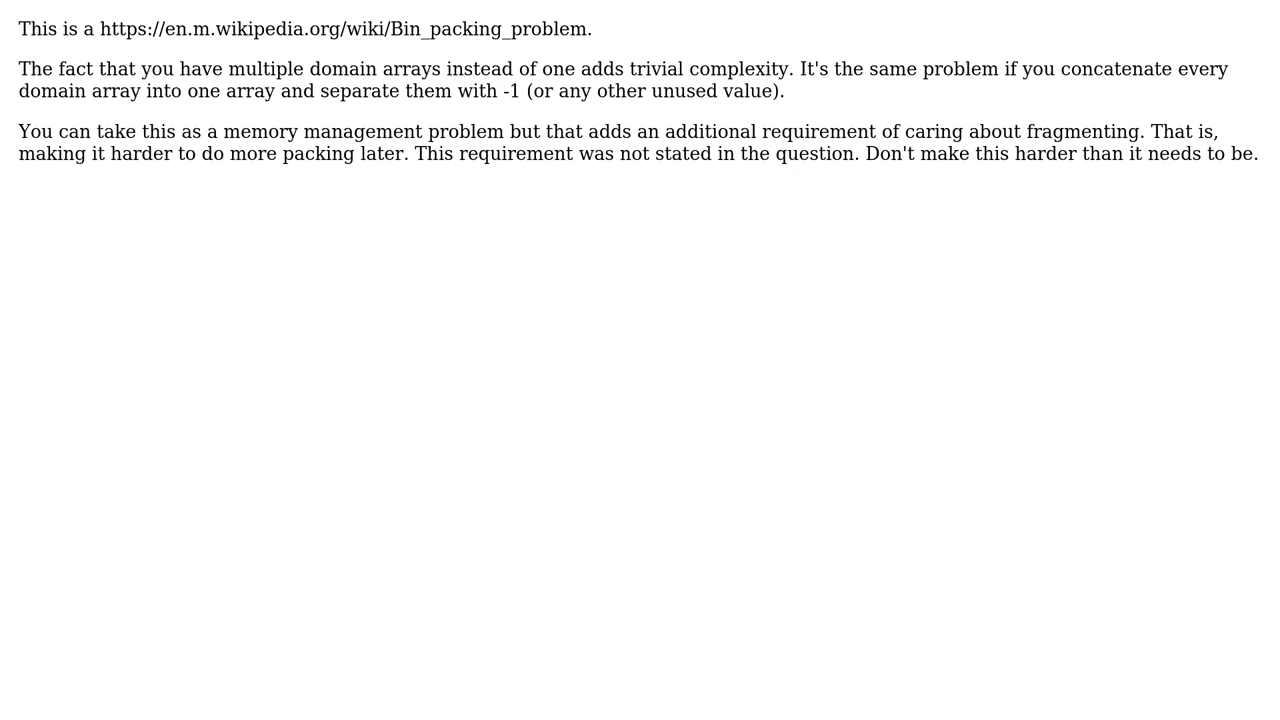 This is a https://en.m.wikipedia.org/wiki/Bin_packing_problem.
The fact that you have multiple domain arrays instead of one adds trivial complexity. It's the same problem if you concatenate every
domain array into one array and separate them with -1 (or any other unused value).
You can take this as a memory management problem but that adds an additional requirement of caring about fragmenting. That is,
making it harder to do more packing later. This requirement was not stated in the question. Don't make this harder than it needs to be.